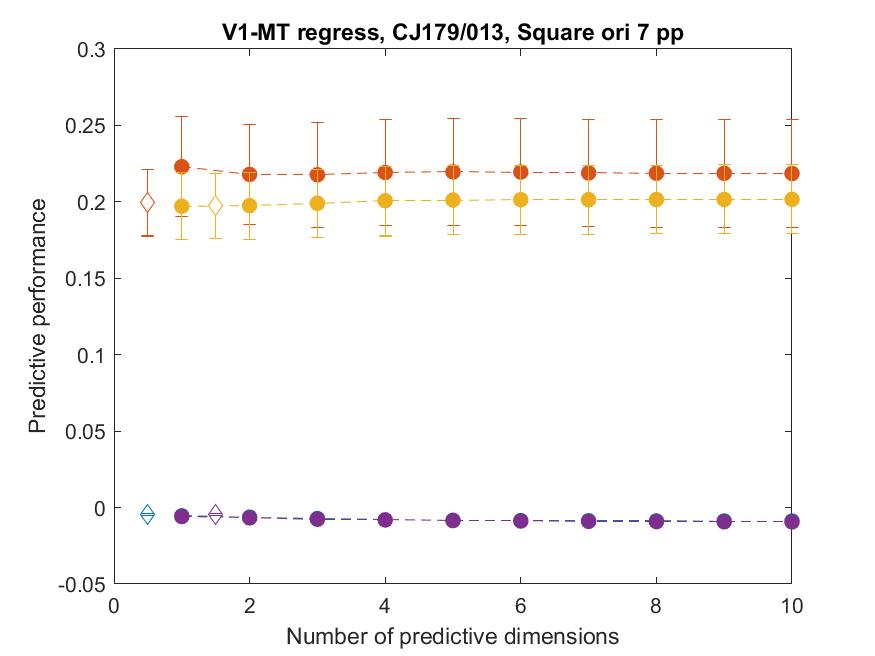 V1-MT regress, CJ179/013, Square ori 7 pp
0.3
0.25
0.2
0.15
0.1
0.05
0
-0.05
Predictive performance
0 2 4 6 8 10
Number of predictive dimensions